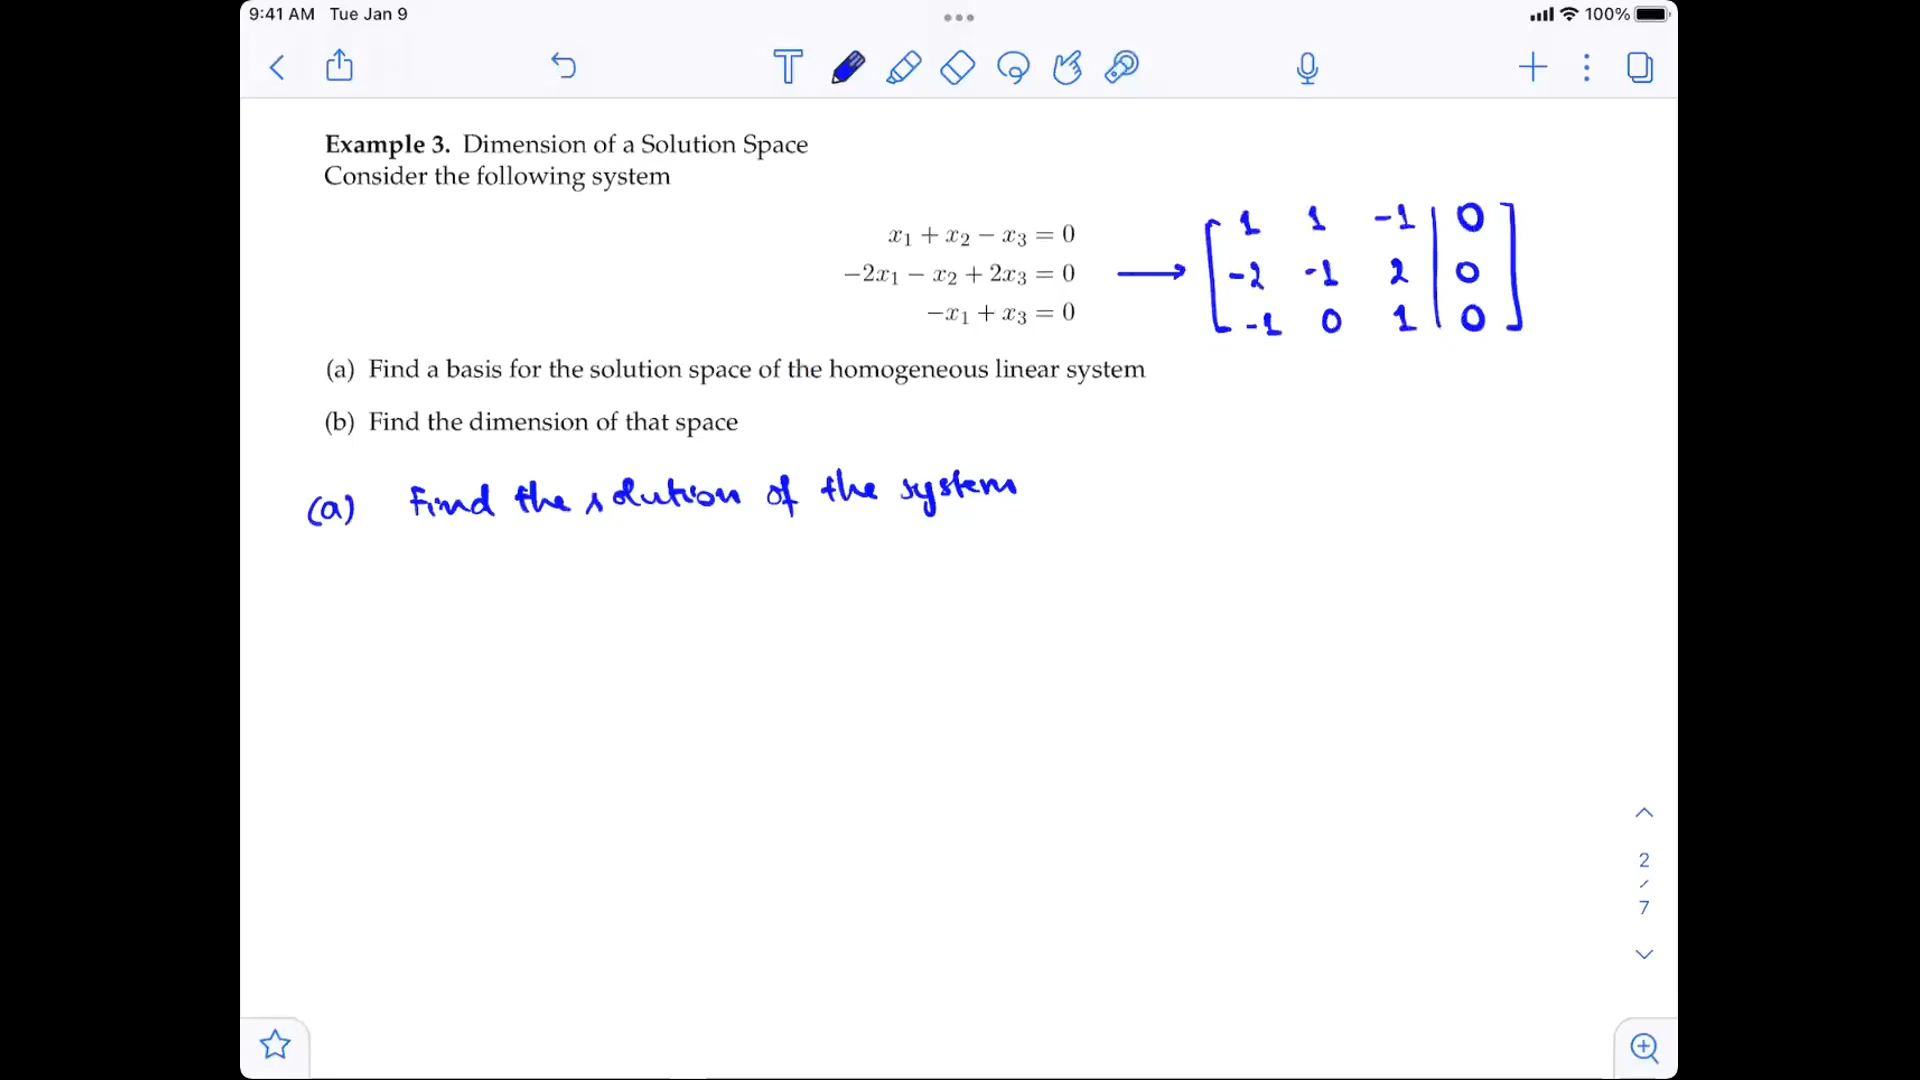 9:41 AM Tue Jan 9
100%
Example 3. Dimension of a Solution Space
Consider the following system
x₁ + x₂ − x₃ = 0
−2x₁ − x₂ + 2x₃ = 0
−x₁ + x₃ = 0
1 1 -1 | 0
-2 -1 2 | 0
-1 0 1 | 0
(a) Find a basis for the solution space of the homogeneous linear system
(b) Find the dimension of that space
(a) Find the solution of the system
2
/
7